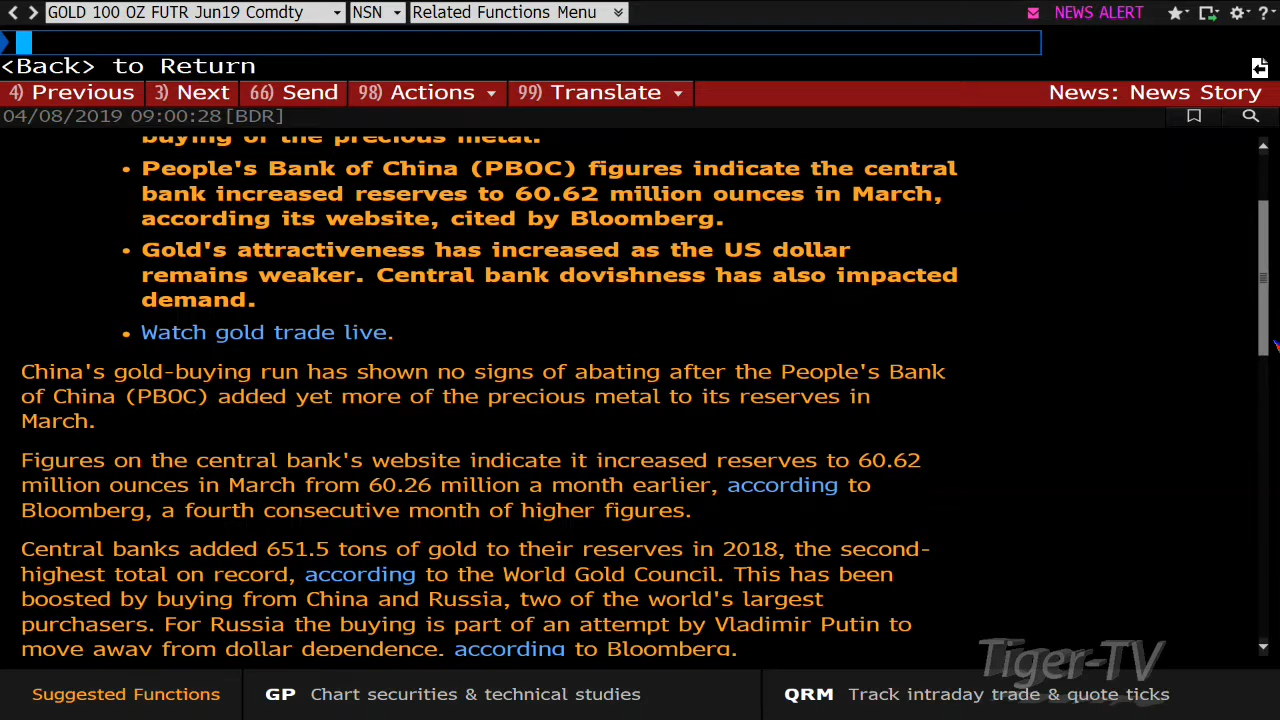 GOLD 100 OZ FUTR Jun19 Comdty NSN Related Functions Menu NEWS ALERT ?
<Back> to Return
4) Previous 3) Next 66) Send 98) Actions 99) Translate News: News Story
04/08/2019 09:00:28 [BDR]
buying of the precious metal.
• People's Bank of China (PBOC) figures indicate the central
bank increased reserves to 60.62 million ounces in March,
according its website, cited by Bloomberg.
• Gold's attractiveness has increased as the US dollar
remains weaker. Central bank dovishness has also impacted
demand.
• Watch gold trade live.
China's gold-buying run has shown no signs of abating after the People's Bank
of China (PBOC) added yet more of the precious metal to its reserves in
March.
Figures on the central bank's website indicate it increased reserves to 60.62
million ounces in March from 60.26 million a month earlier, according to
Bloomberg, a fourth consecutive month of higher figures.
Central banks added 651.5 tons of gold to their reserves in 2018, the second-
highest total on record, according to the World Gold Council. This has been
boosted by buying from China and Russia, two of the world's largest
purchasers. For Russia the buying is part of an attempt by Vladimir Putin to
move away from dollar dependence, according to Bloomberg.
Tiger-TV
Suggested Functions GP Chart securities & technical studies QRM Track intraday trade & quote ticks